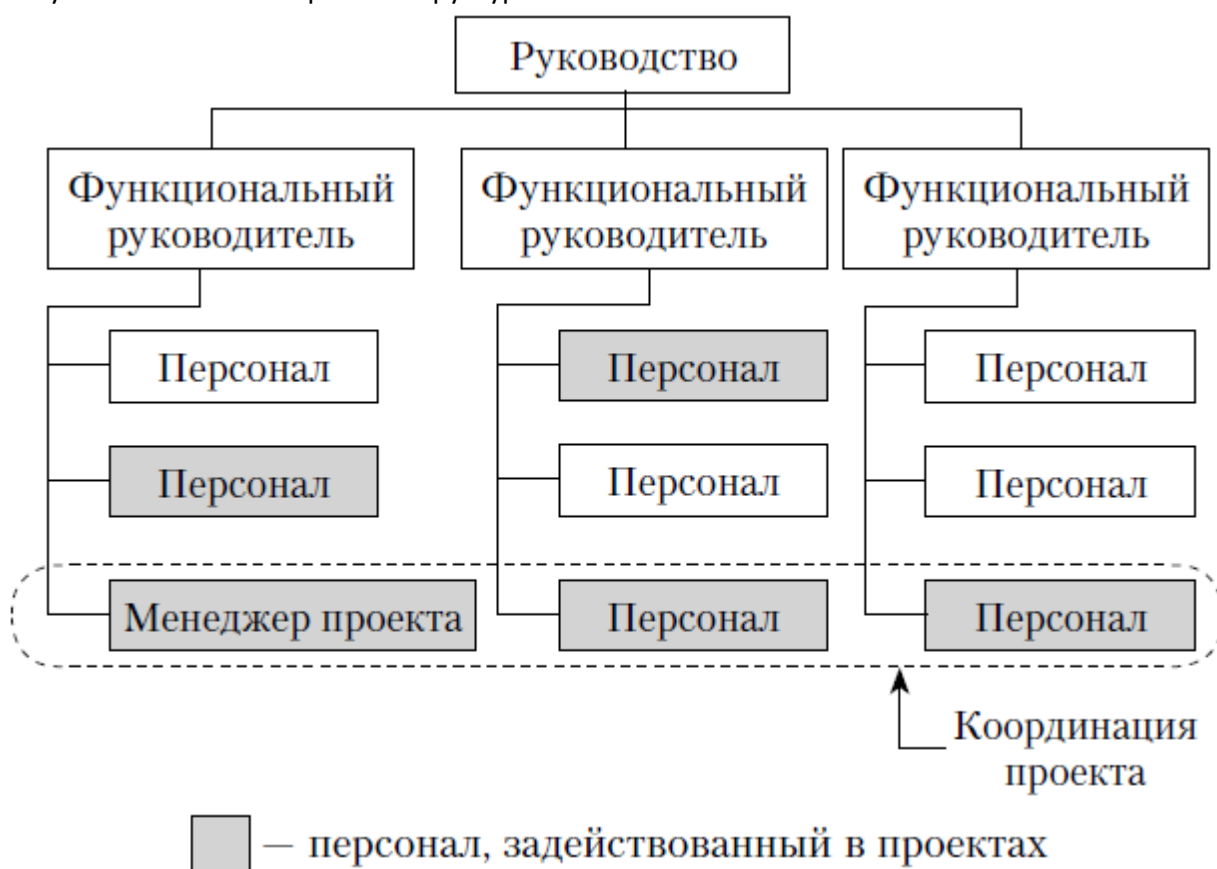 Руководство
Функциональный
руководитель
Функциональный
руководитель
Функциональный
руководитель
Персонал
Персонал
Персонал
Персонал
Персонал
Персонал
Менеджер проекта
Персонал
Персонал
Координация
проекта
— персонал, задействованный в проектах